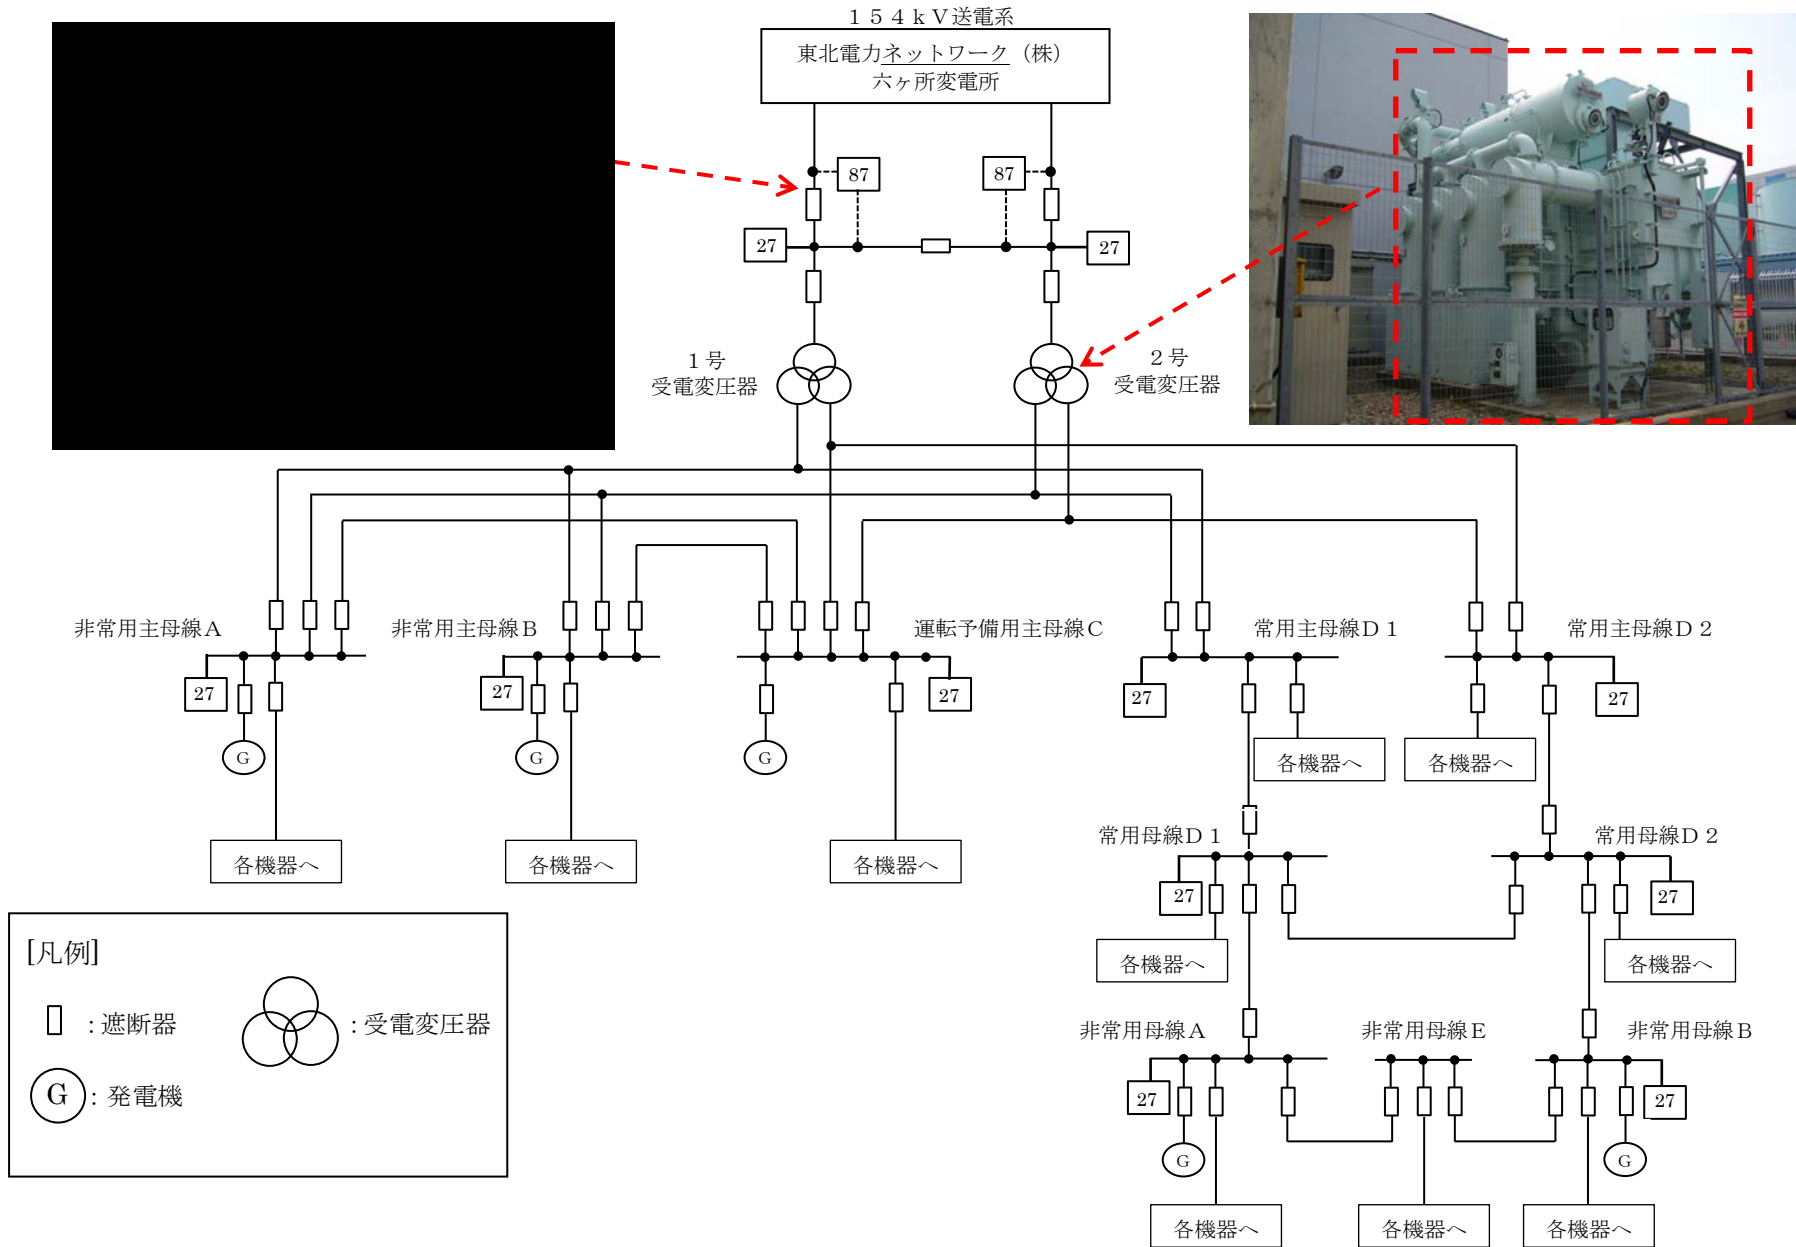 １５４ｋＶ送電系
東北電力ネットワーク（株）
六ヶ所変電所
87
87
27
27
１号
受電変圧器
２号
受電変圧器
非常用主母線Ａ
非常用主母線Ｂ
運転予備用主母線Ｃ
常用主母線Ｄ１
常用主母線Ｄ２
27
27
27
27
27
G
G
G
各機器へ
各機器へ
常用母線Ｄ１
常用母線Ｄ２
各機器へ
各機器へ
各機器へ
27
27
各機器へ
各機器へ
[凡例]
：遮断器
：受電変圧器
G
：発電機
非常用母線Ａ
非常用母線Ｅ
非常用母線Ｂ
27
27
G
G
各機器へ
各機器へ
各機器へ